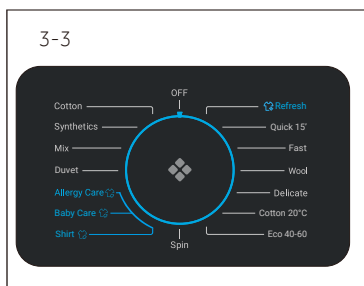 3-3
OFF
Cotton
Refresh
Synthetics
Quick 15'
Mix
Fast
Duvet
Wool
Allergy Care
Delicate
Baby Care
Cotton 20°C
Shirt
Eco 40-60
Spin